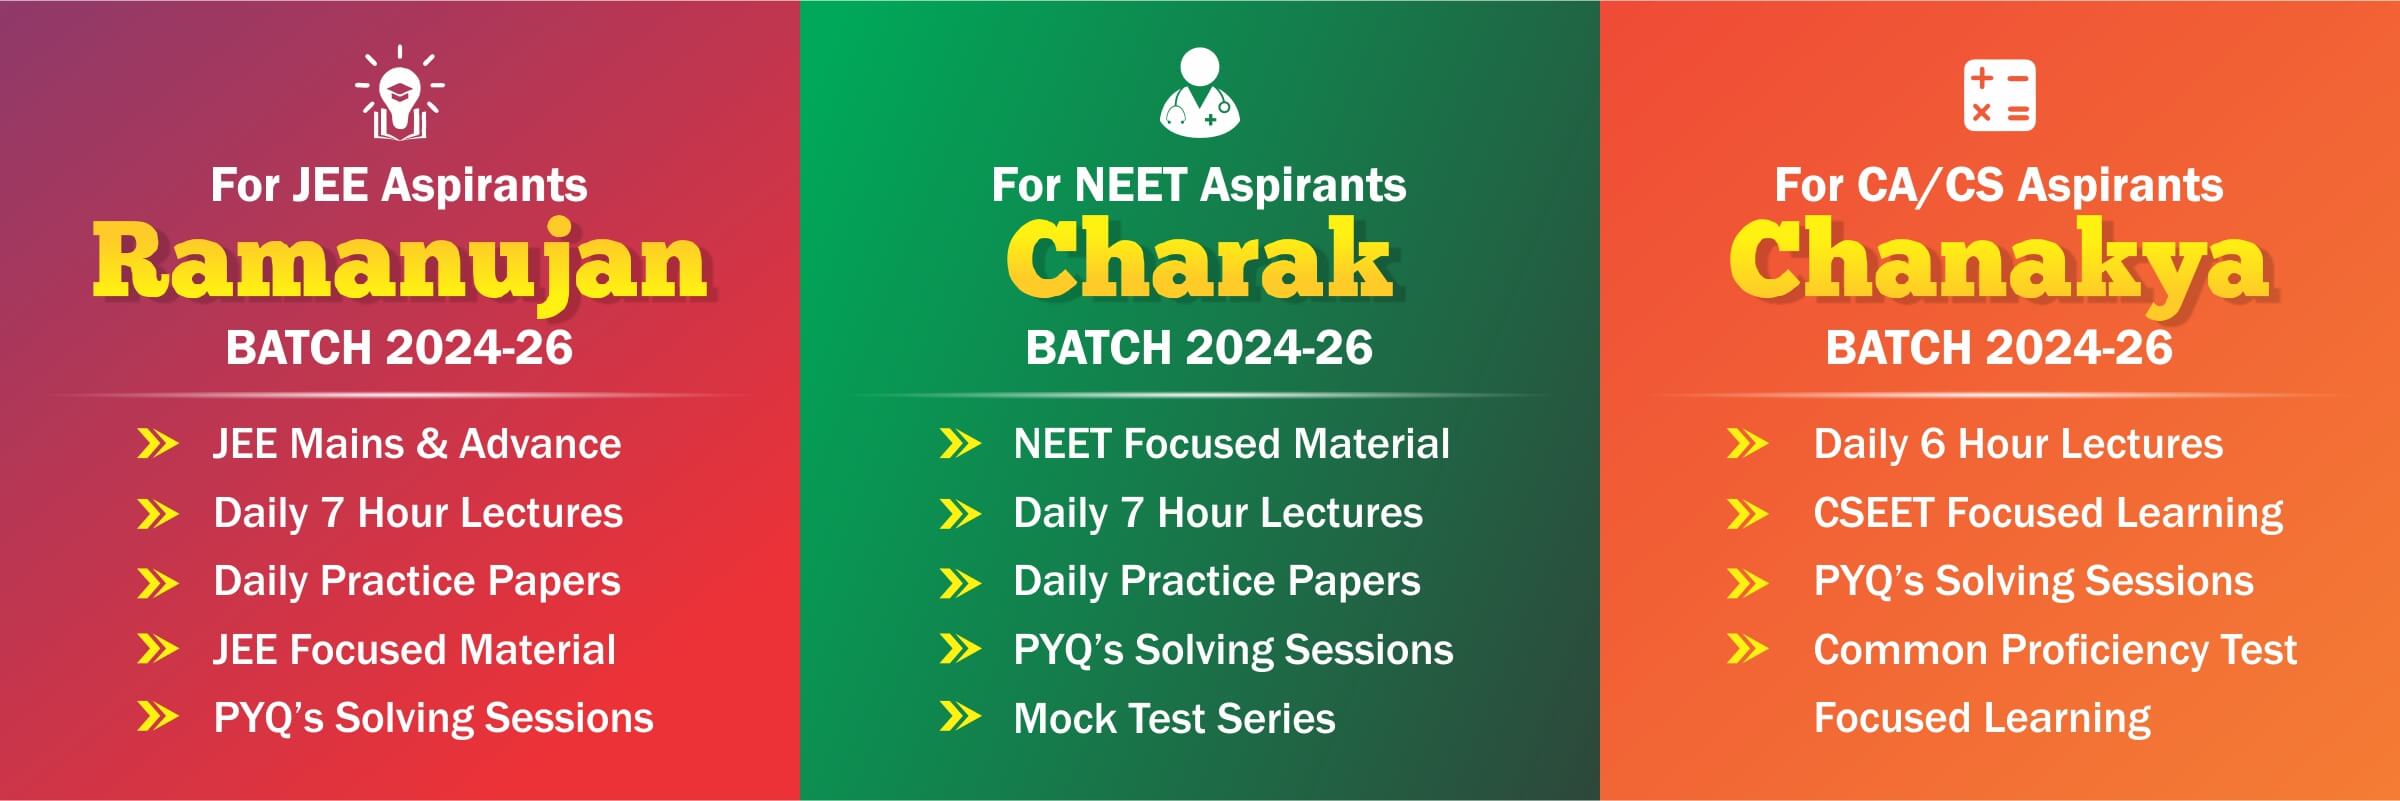 For JEE Aspirants
Ramanujan
BATCH 2024-26
JEE Mains & Advance
Daily 7 Hour Lectures
Daily Practice Papers
JEE Focused Material
PYQ’s Solving Sessions
For NEET Aspirants
Charak
BATCH 2024-26
NEET Focused Material
Daily 7 Hour Lectures
Daily Practice Papers
PYQ’s Solving Sessions
Mock Test Series
For CA/CS Aspirants
Chanakya
BATCH 2024-26
Daily 6 Hour Lectures
CSEET Focused Learning
PYQ’s Solving Sessions
Common Proficiency Test
Focused Learning